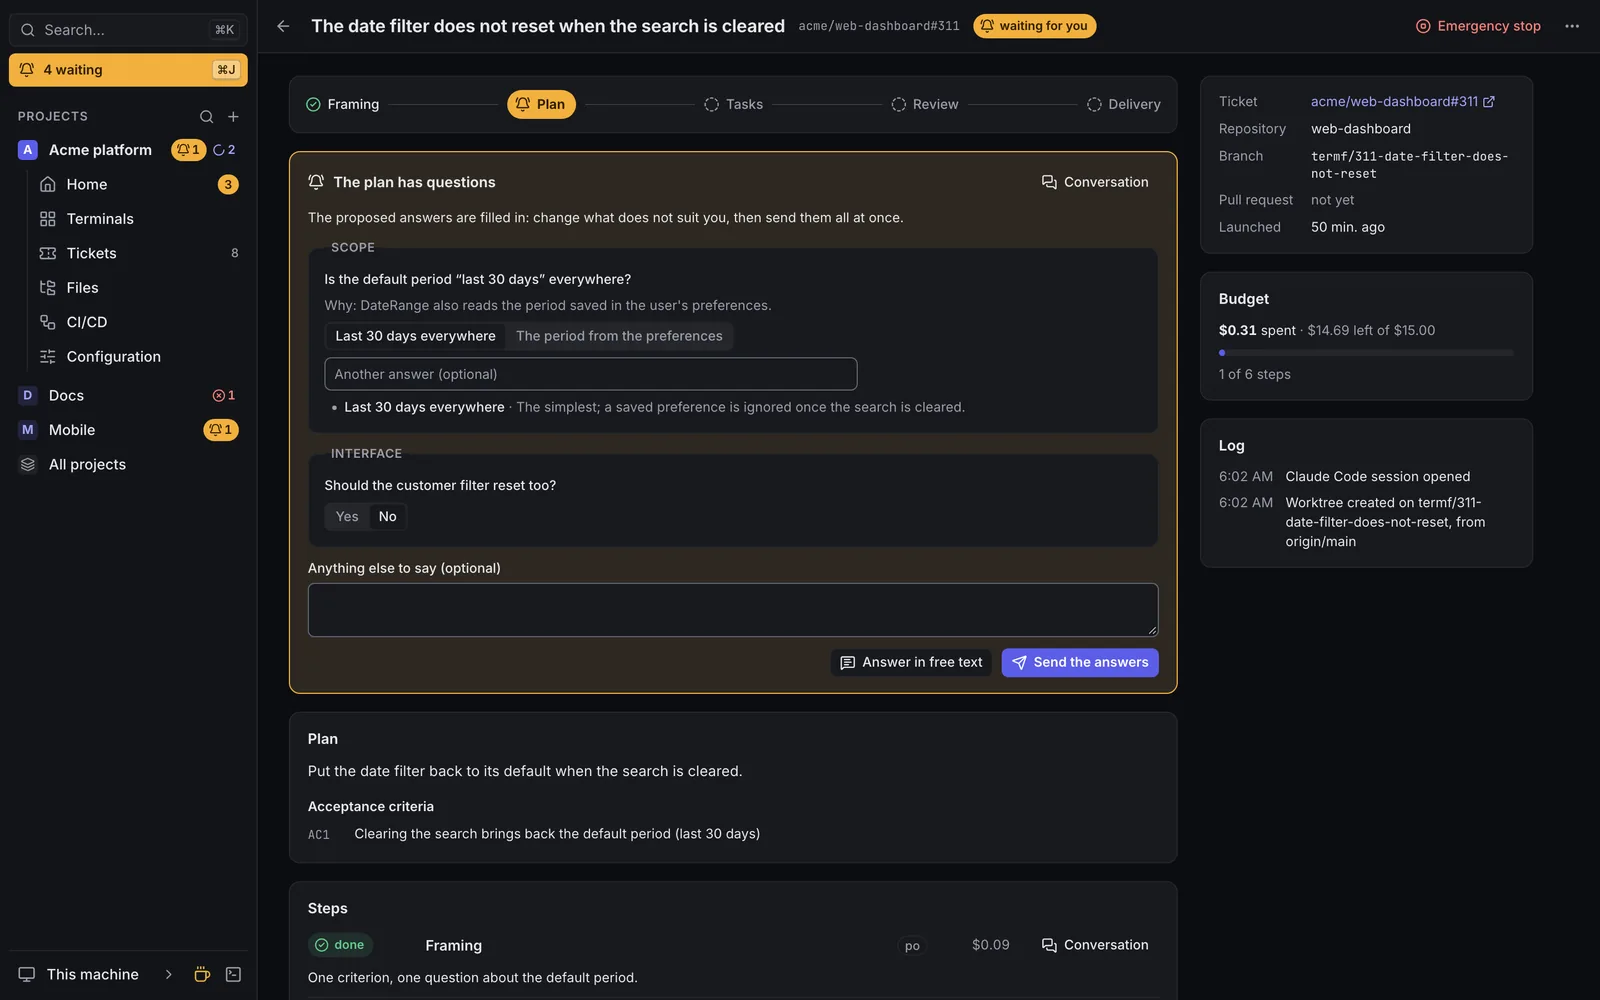 Search...
⌘K
4 waiting
⌘J
PROJECTS
A Acme platform 1 2
Home 3
Terminals
Tickets 8
Files
CI/CD
Configuration
D Docs 1
M Mobile 1
All projects
This machine
The date filter does not reset when the search is cleared
acme/web-dashboard#311
waiting for you
Emergency stop
Framing
Plan
Tasks
Review
Delivery
The plan has questions
Conversation
The proposed answers are filled in: change what does not suit you, then send them all at once.
SCOPE
Is the default period “last 30 days” everywhere?
Why: DateRange also reads the period saved in the user's preferences.
Last 30 days everywhere
The period from the preferences
Another answer (optional)
• Last 30 days everywhere · The simplest; a saved preference is ignored once the search is cleared.
INTERFACE
Should the customer filter reset too?
Yes
No
Anything else to say (optional)
Answer in free text
Send the answers
Plan
Put the date filter back to its default when the search is cleared.
Acceptance criteria
AC1 Clearing the search brings back the default period (last 30 days)
Steps
done
Framing
po
$0.09
Conversation
One criterion, one question about the default period.
Ticket acme/web-dashboard#311
Repository web-dashboard
Branch termf/311-date-filter-does-
not-reset
Pull request not yet
Launched 50 min. ago
Budget
$0.31 spent · $14.69 left of $15.00
1 of 6 steps
Log
6:02 AM Claude Code session opened
6:02 AM Worktree created on termf/311-
date-filter-does-not-reset, from
origin/main